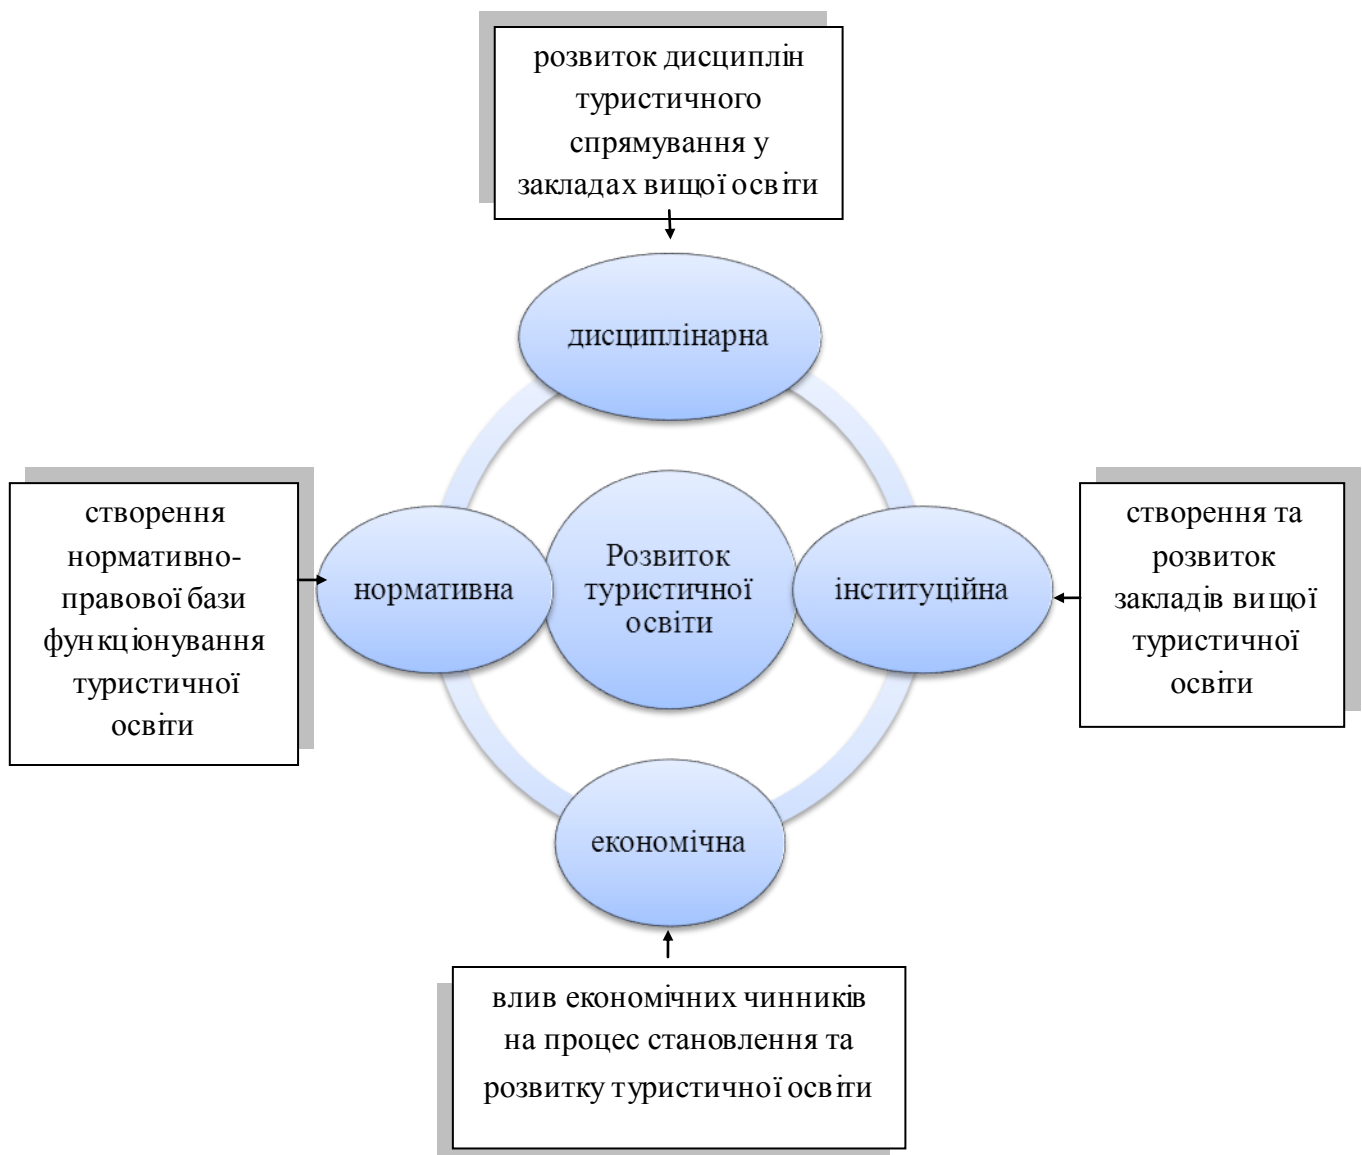 розвиток дисциплін
туристичного
спрямування у
закладах вищої освіти
дисциплінарна
створення
нормативно-
правової бази
функціонування
туристичної
освіти
нормативна
Розвиток
туристичної
освіти
інституційна
створення та
розвиток
закладів вищої
туристичної
освіти
економічна
влив економічних чинників
на процес становлення та
розвитку туристичної освіти